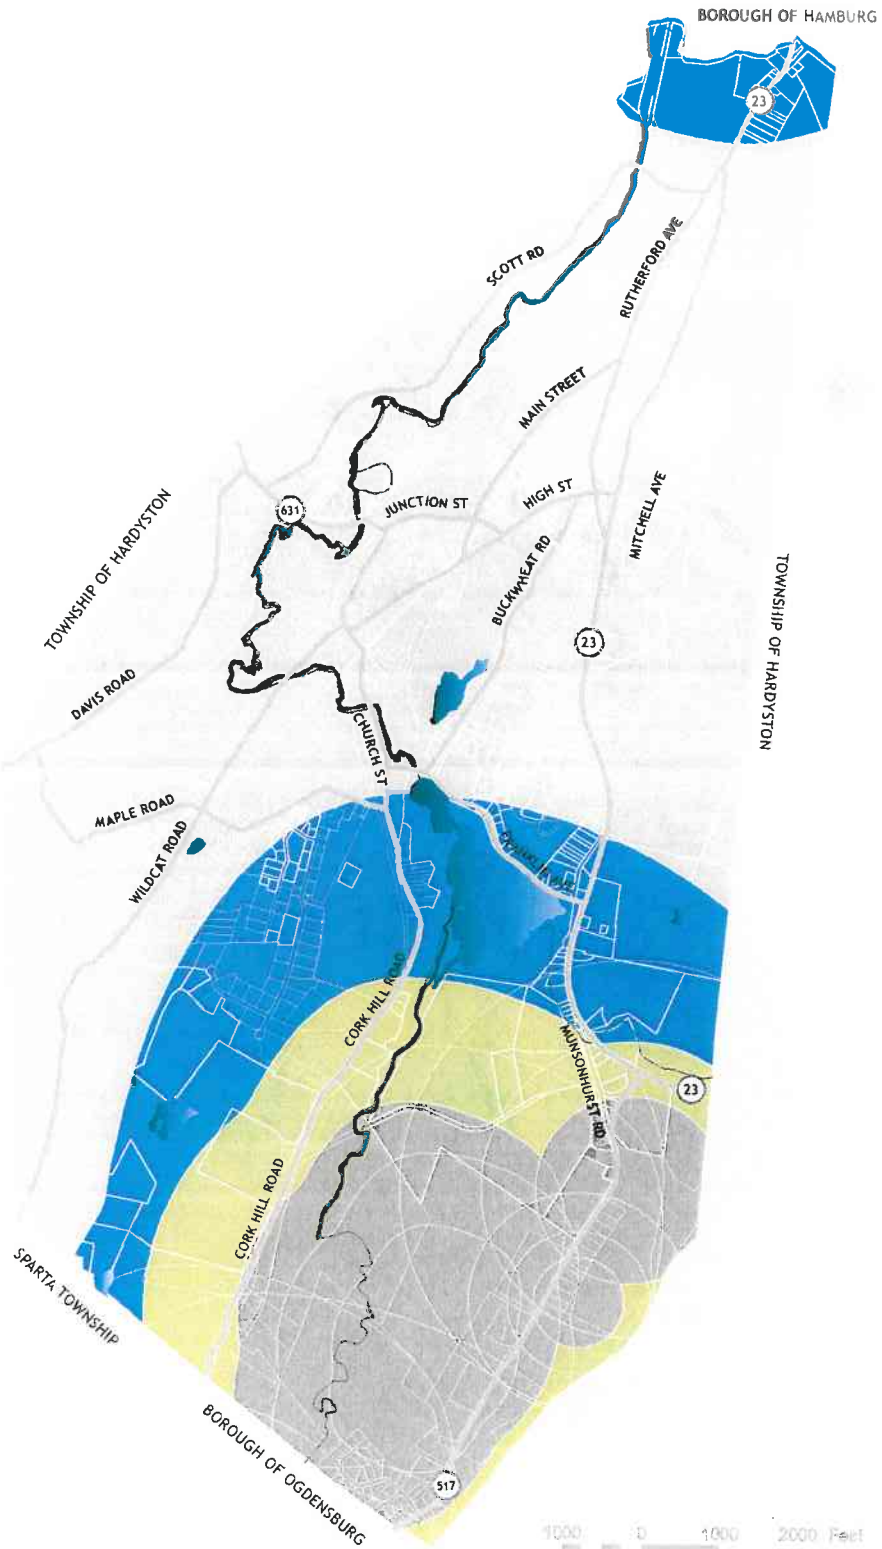 BOROUGH OF HAMBURG
23
SCOTT RD
RUTHERFORD AVE
MAIN STREET
631
JUNCTION ST
HIGH ST
MITCHELL AVE
TOWNSHIP OF HARDYSTON
BUCKWHEAT RD
23
TOWNSHIP OF HARDYSTON
DAVIS ROAD
CHURCH ST
MAPLE ROAD
WILDCAT ROAD
FRANKLIN AVE
CORK HILL ROAD
MUNSONHURST RD
23
CORK HILL ROAD
SPARTA TOWNSHIP
BOROUGH OF OGDENSBURG
517
1000 0 1000 2000 Feet